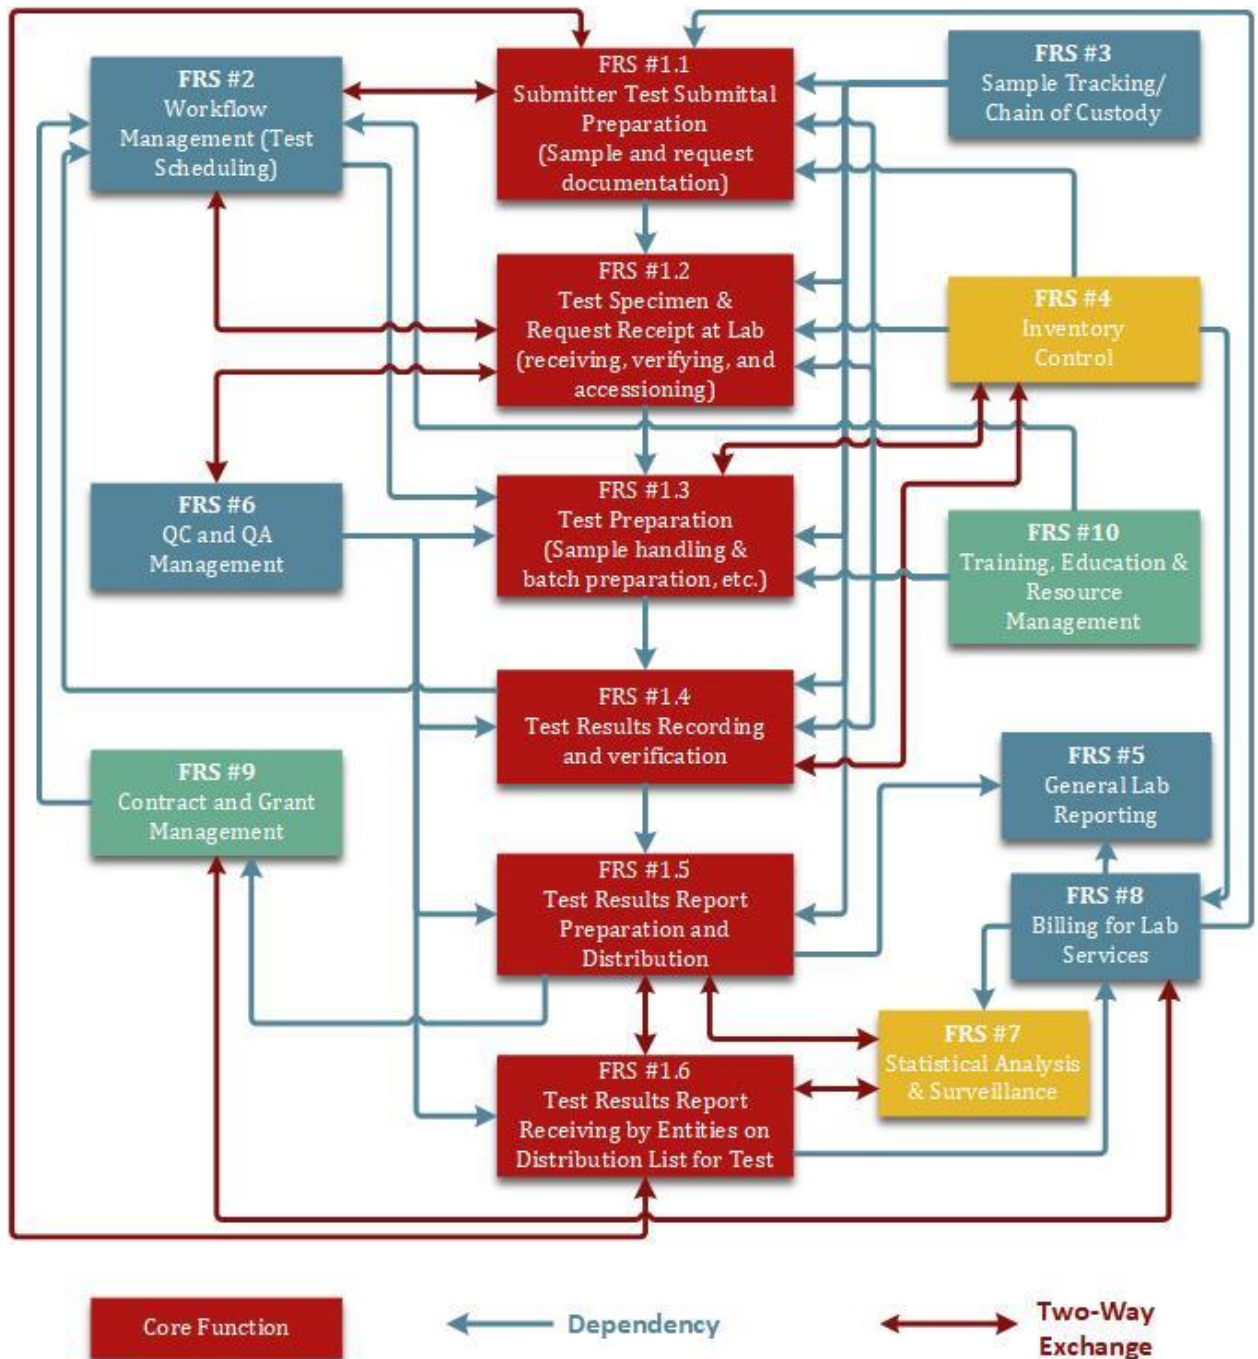 FRS #1.1
Submitter Test Submittal
Preparation
(Sample and request
documentation)
FRS #2
Workflow
Management (Test
Scheduling)
FRS #3
Sample Tracking/
Chain of Custody
FRS #1.2
Test Specimen &
Request Receipt at Lab
(receiving, verifying, and
accessioning)
FRS #4
Inventory
Control
FRS #6
QC and QA
Management
FRS #1.3
Test Preparation
(Sample handling &
batch preparation, etc.)
FRS #10
Training, Education &
Resource
Management
FRS #1.4
Test Results Recording
and verification
FRS #9
Contract and Grant
Management
FRS #5
General Lab
Reporting
FRS #1.5
Test Results Report
Preparation and
Distribution
FRS #8
Billing for Lab
Services
FRS #7
Statistical Analysis
& Surveillance
FRS #1.6
Test Results Report
Receiving by Entities on
Distribution List for Test
Core Function
Dependency
Two-Way
Exchange